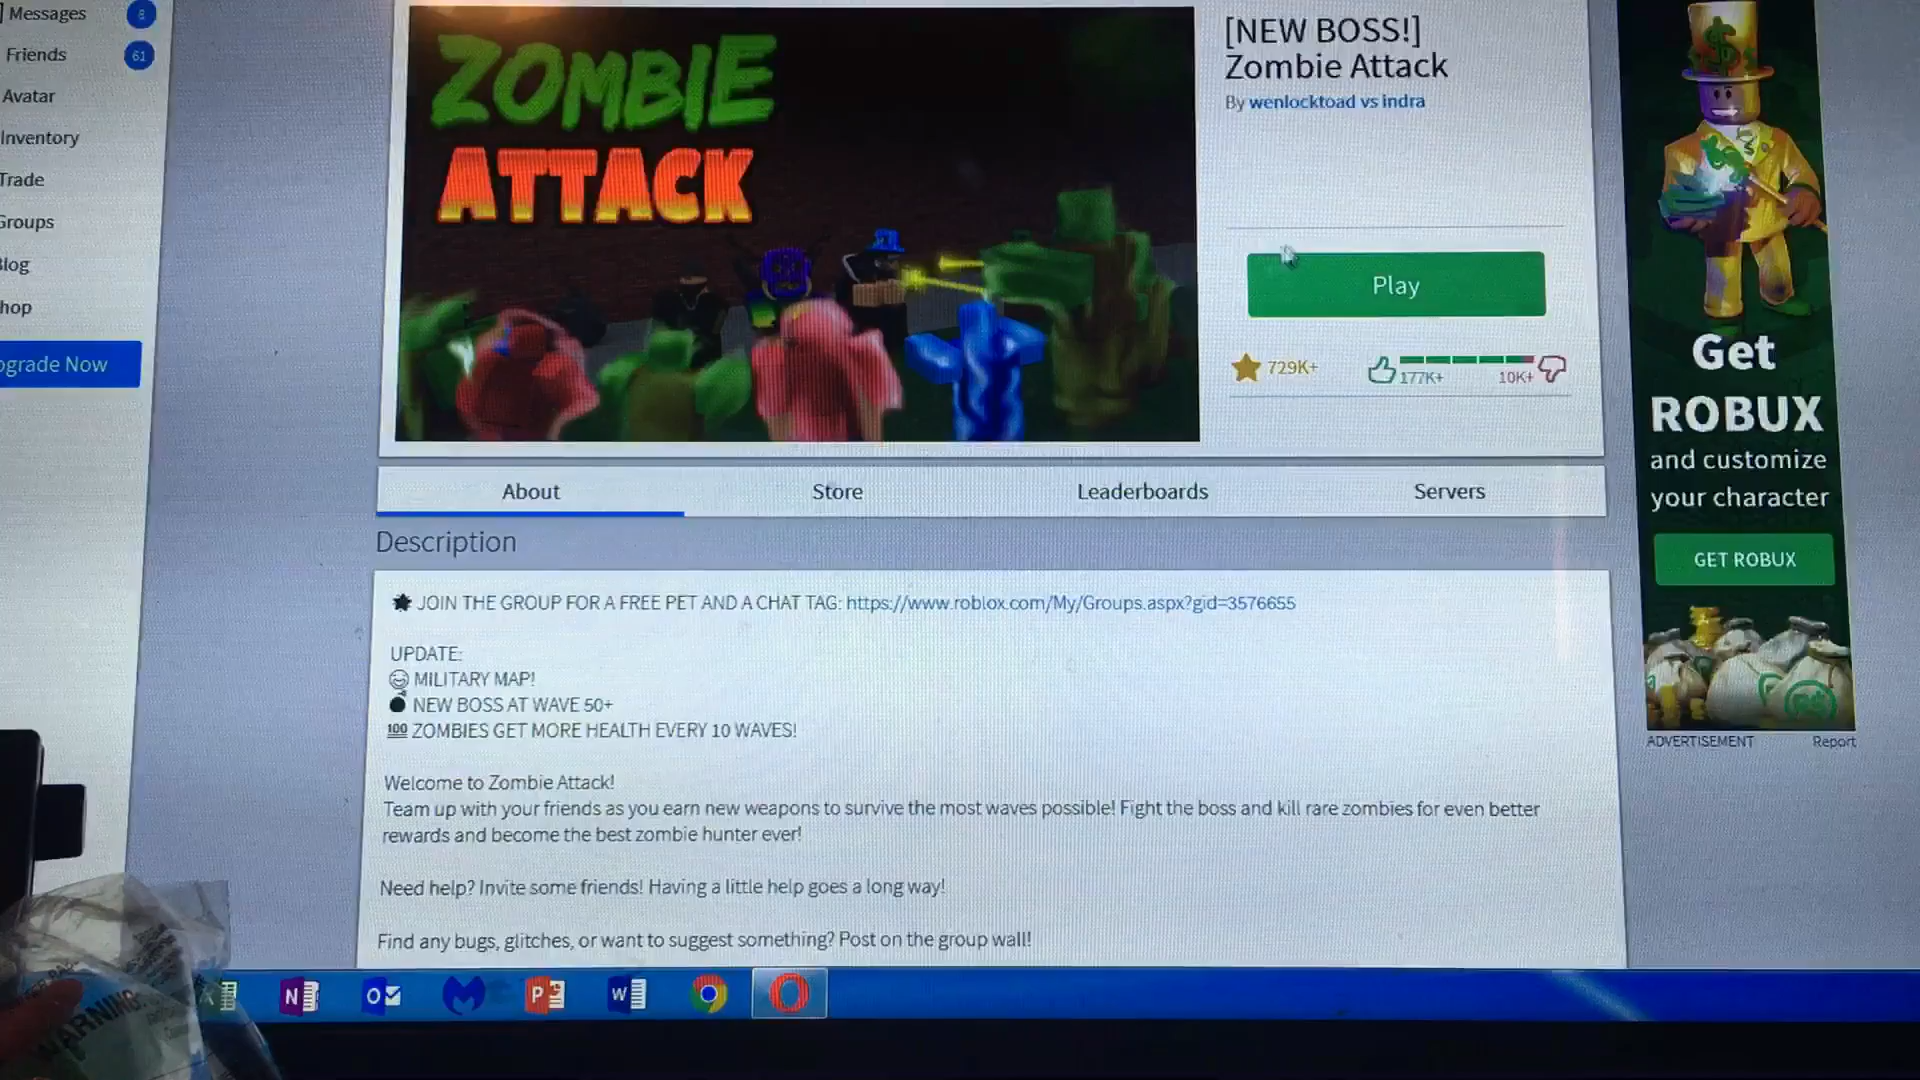 Messages 8
Friends 61
Avatar
Inventory
Trade
Groups
Blog
hop
pgrade Now
ZOMBIE
ATTACK
[NEW BOSS!]
Zombie Attack
By wenlocktoad vs indra
Play
729K+ 177K+ 10K+
About Store Leaderboards Servers
Description
JOIN THE GROUP FOR A FREE PET AND A CHAT TAG: https://www.roblox.com/My/Groups.aspx?gid=3576655
UPDATE:
MILITARY MAP!
NEW BOSS AT WAVE 50+
100 ZOMBIES GET MORE HEALTH EVERY 10 WAVES!
Welcome to Zombie Attack!
Team up with your friends as you earn new weapons to survive the most waves possible! Fight the boss and kill rare zombies for even better
rewards and become the best zombie hunter ever!
Need help? Invite some friends! Having a little help goes a long way!
Find any bugs, glitches, or want to suggest something? Post on the group wall!
Get
ROBUX
and customize
your character
GET ROBUX
R$
ADVERTISEMENT Report
WARNING:
N O P W